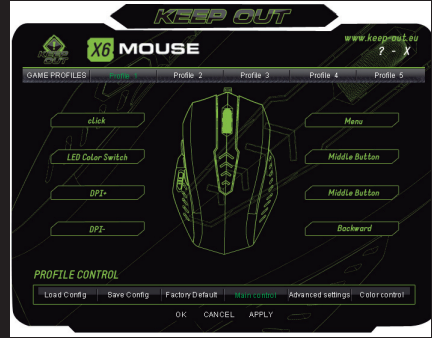 KEEP OUT
KEEP OUT
X6 MOUSE
www.keep-out.eu
? - X
GAME PROFILES Profile 1 Profile 2 Profile 3 Profile 4 Profile 5
cLick Menu
LED Color Switch Middle Button
DPI+ Middle Button
DPI- Backward
PROFILE CONTROL
Load Config Save Config Factory Default Main control Advanced settings Color control
OK CANCEL APPLY